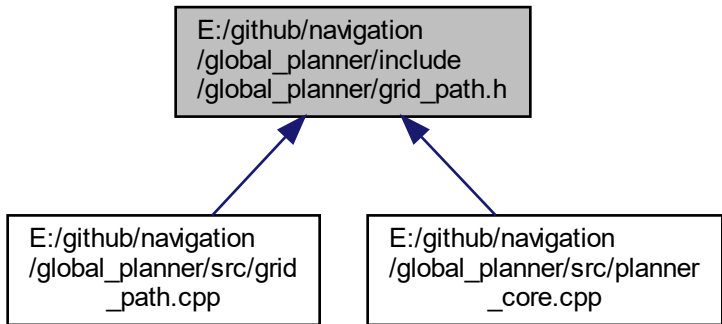 E:/github/navigation
/global_planner/include
/global_planner/grid_path.h
E:/github/navigation
/global_planner/src/grid
_path.cpp
E:/github/navigation
/global_planner/src/planner
_core.cpp